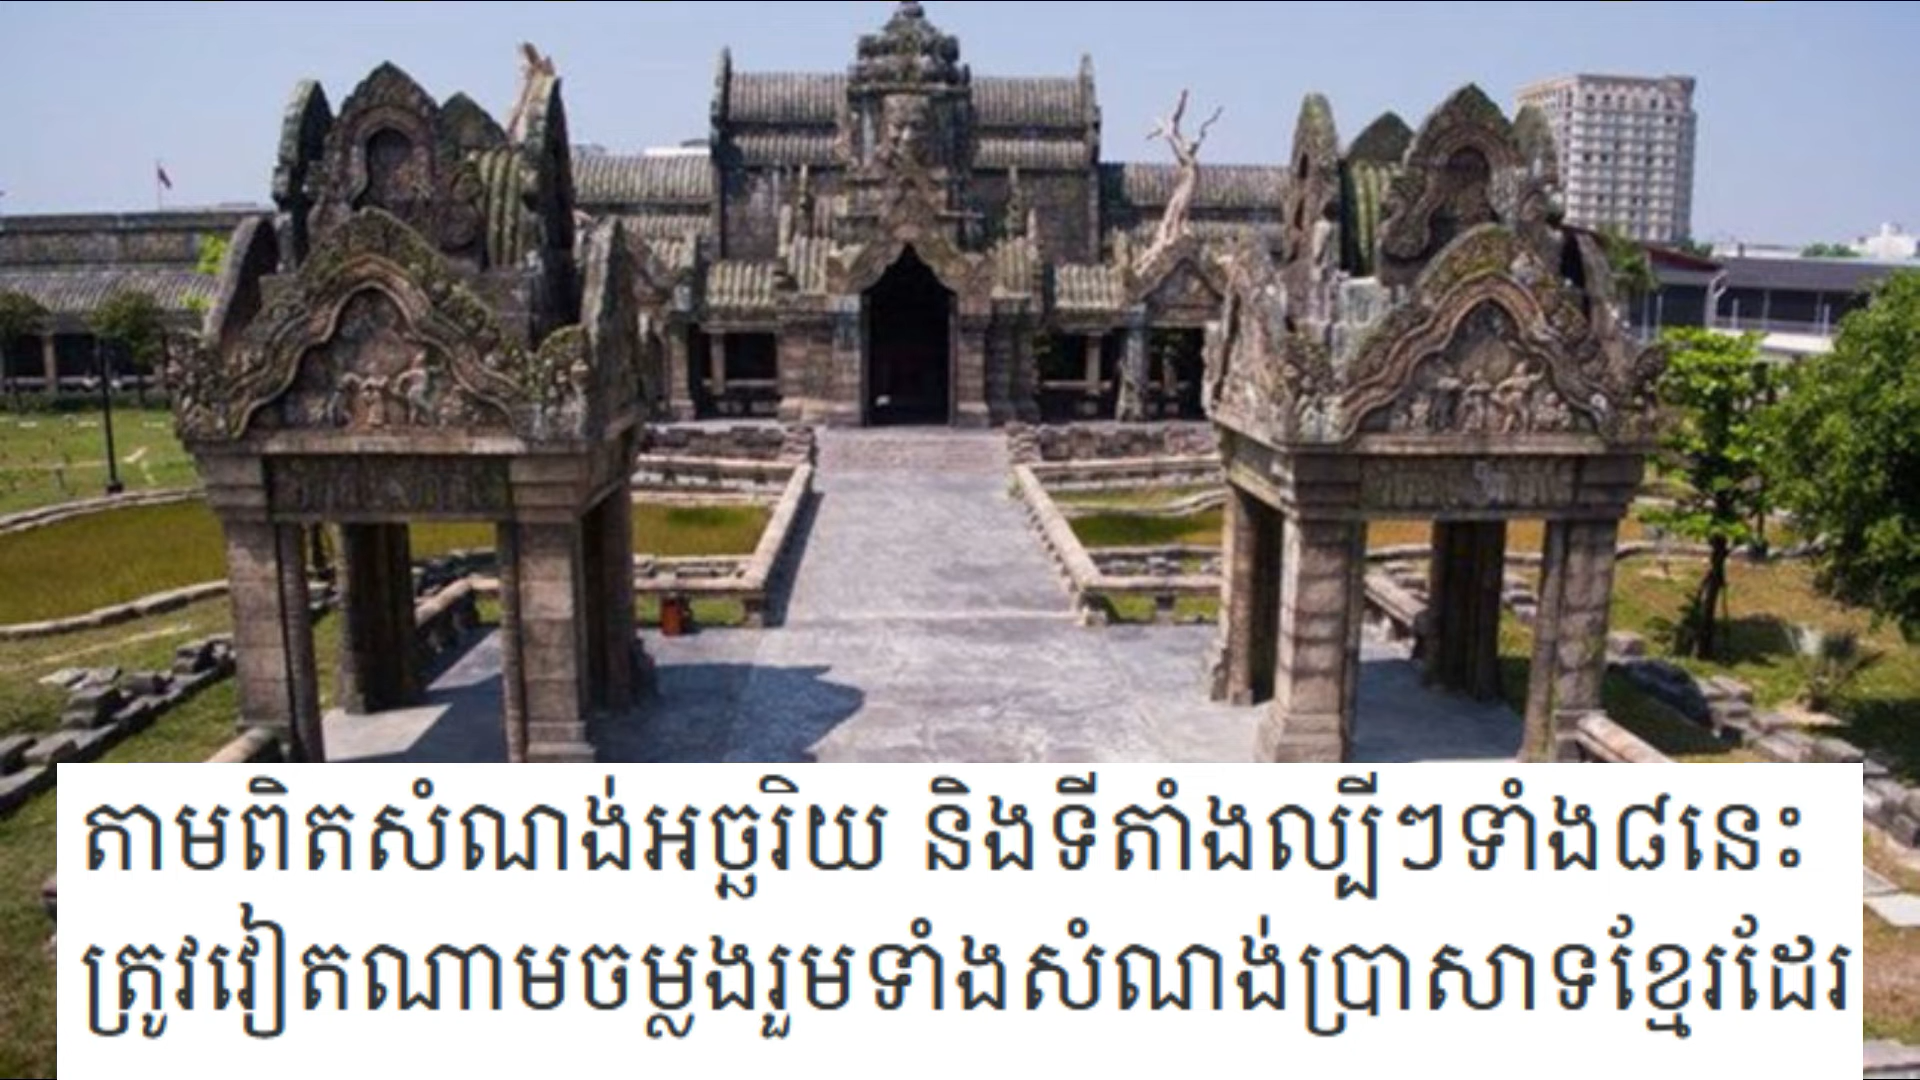 តាមពិតសំណង់អច្ឆរិយ និងទីតាំងល្បីៗទាំង៨នេះ
ត្រូវវៀតណាមចម្លងរួមទាំងសំណង់ប្រាសាទខ្មែរដែរ